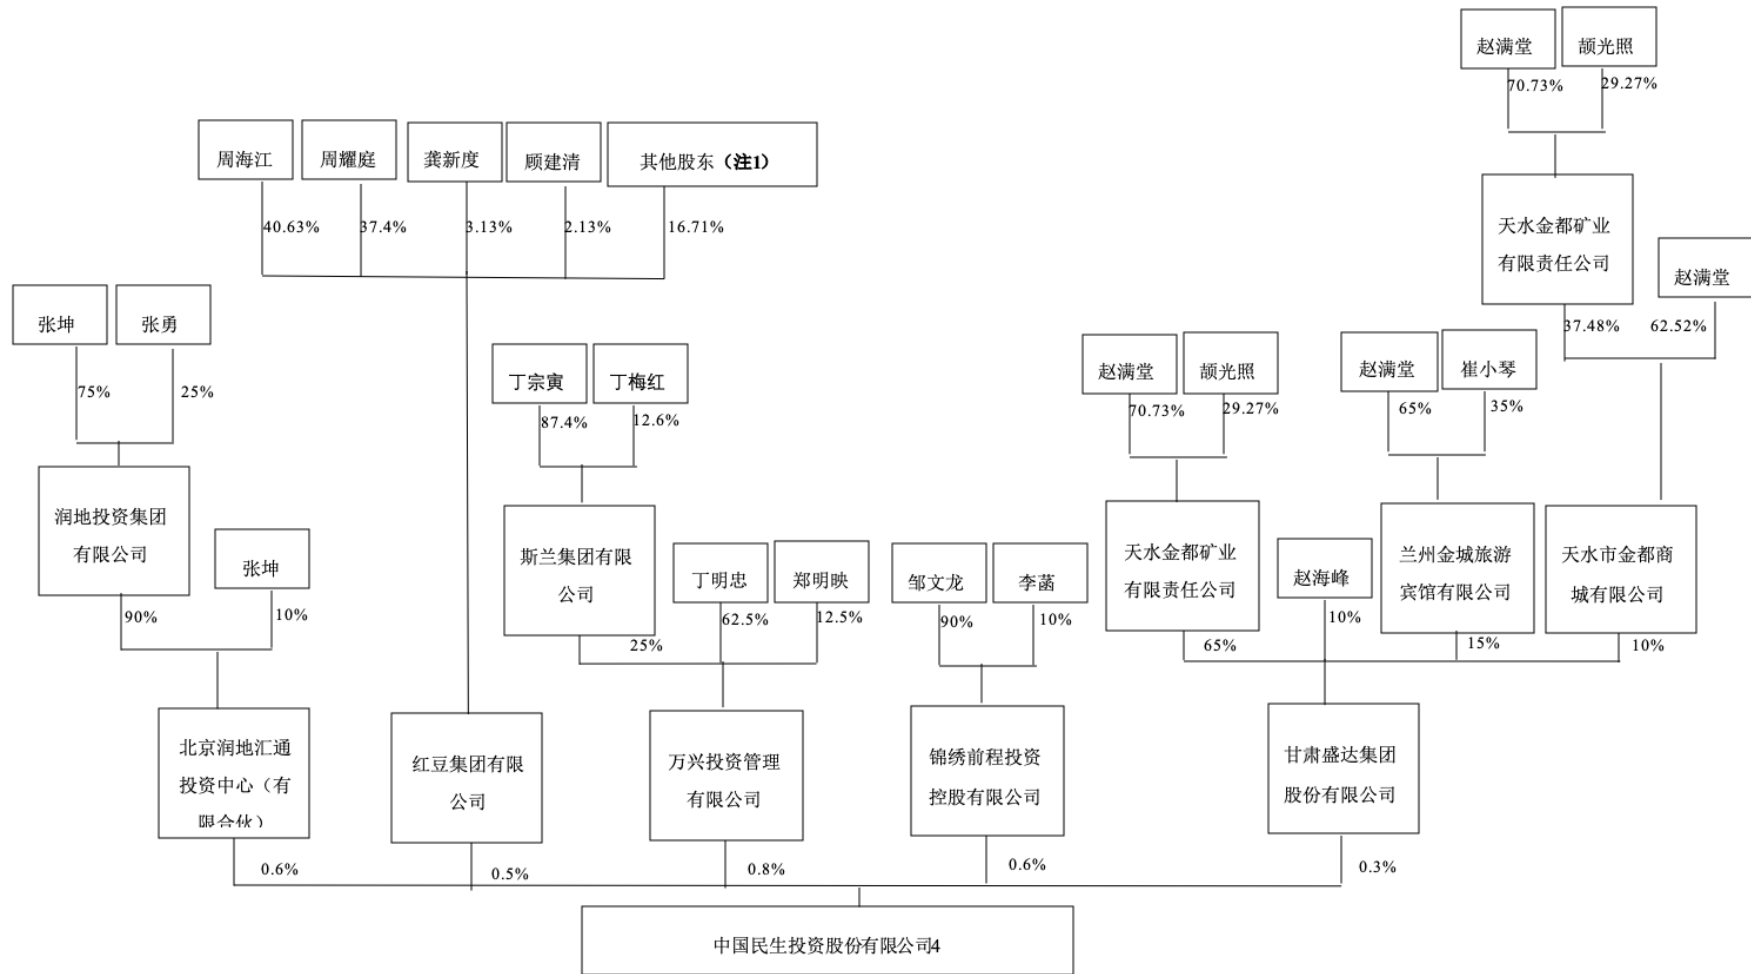 赵满堂
颉光照
70.73%
29.27%
周海江
周耀庭
龚新度
顾建清
其他股东（注1）
40.63%
37.4%
3.13%
2.13%
16.71%
天水金都矿业
有限责任公司
赵满堂
37.48%
62.52%
张坤
张勇
75%
25%
丁宗寅
丁梅红
87.4%
12.6%
赵满堂
颉光照
70.73%
29.27%
赵满堂
崔小琴
65%
35%
润地投资集团
有限公司
张坤
90%
10%
斯兰集团有限
公司
丁明忠
郑明映
25%
62.5%
12.5%
邹文龙
李菡
90%
10%
天水金都矿业
有限责任公司
赵海峰
兰州金城旅游
宾馆有限公司
天水市金都商
城有限公司
65%
10%
15%
10%
北京润地汇通
投资中心（有
限合伙）
红豆集团有限
公司
万兴投资管理
有限公司
锦绣前程投资
控股有限公司
甘肃盛达集团
股份有限公司
0.6%
0.5%
0.8%
0.6%
0.3%
中国民生投资股份有限公司4